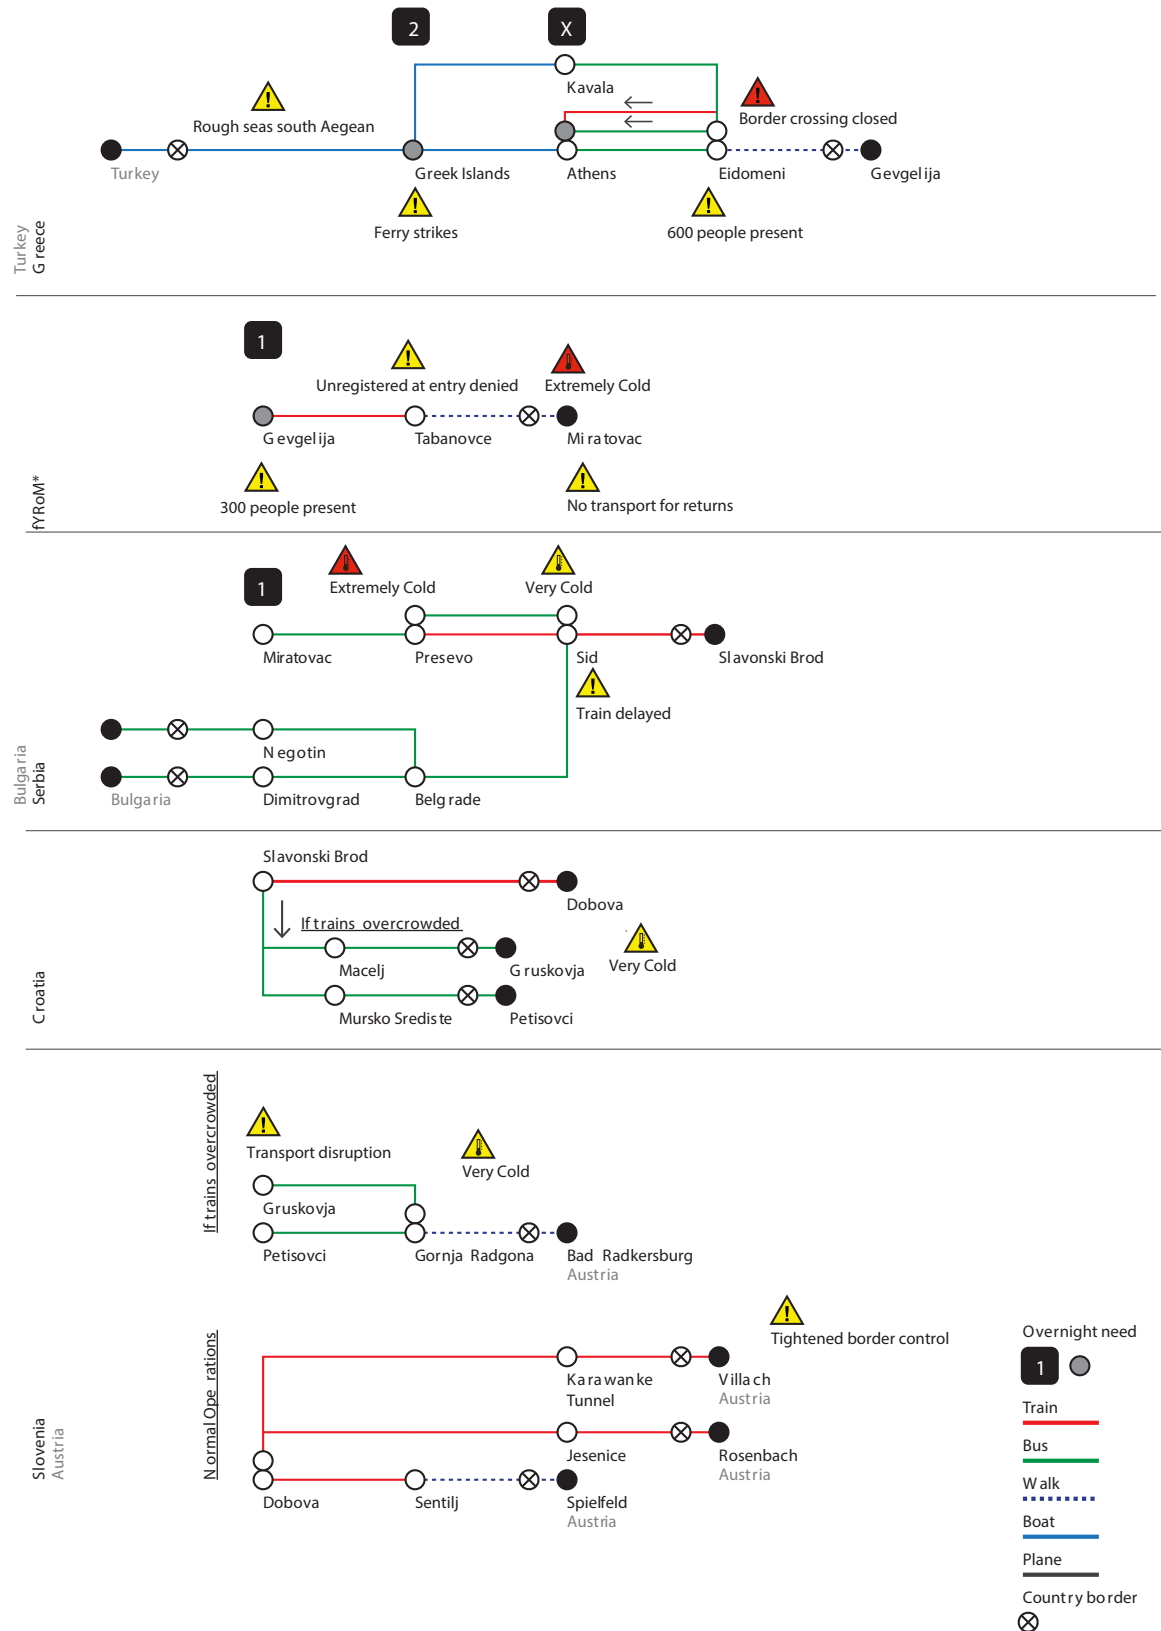 2
X
Kavala
Rough seas south Aegean
Border crossing closed
Turkey
Greek Islands
Athens
Eidomeni
Gevgelija
Ferry strikes
600 people present
Turkey
Greece
1
Unregistered at entry denied
Extremely Cold
Gevgelija
Tabanovce
Miratovac
300 people present
No transport for returns
fYRoM*
1
Extremely Cold
Very Cold
Miratovac
Presevo
Sid
Slavonski Brod
Train delayed
Negotin
Bulgaria
Dimitrovgrad
Belgrade
Bulgaria
Serbia
Slavonski Brod
Dobova
If trains overcrowded
Macelj
Gruskovja
Very Cold
Mursko Srediste
Petisovci
Croatia
If trains overcrowded
Transport disruption
Very Cold
Gruskovja
Petisovci
Gornja Radgona
Bad Radkersburg
Austria
Normal Operations
Tightened border control
Karawanke
Tunnel
Villach
Austria
Jesenice
Rosenbach
Austria
Dobova
Sentilj
Spielfeld
Austria
Slovenia
Austria
Overnight need
1
Train
Bus
Walk
Boat
Plane
Country border